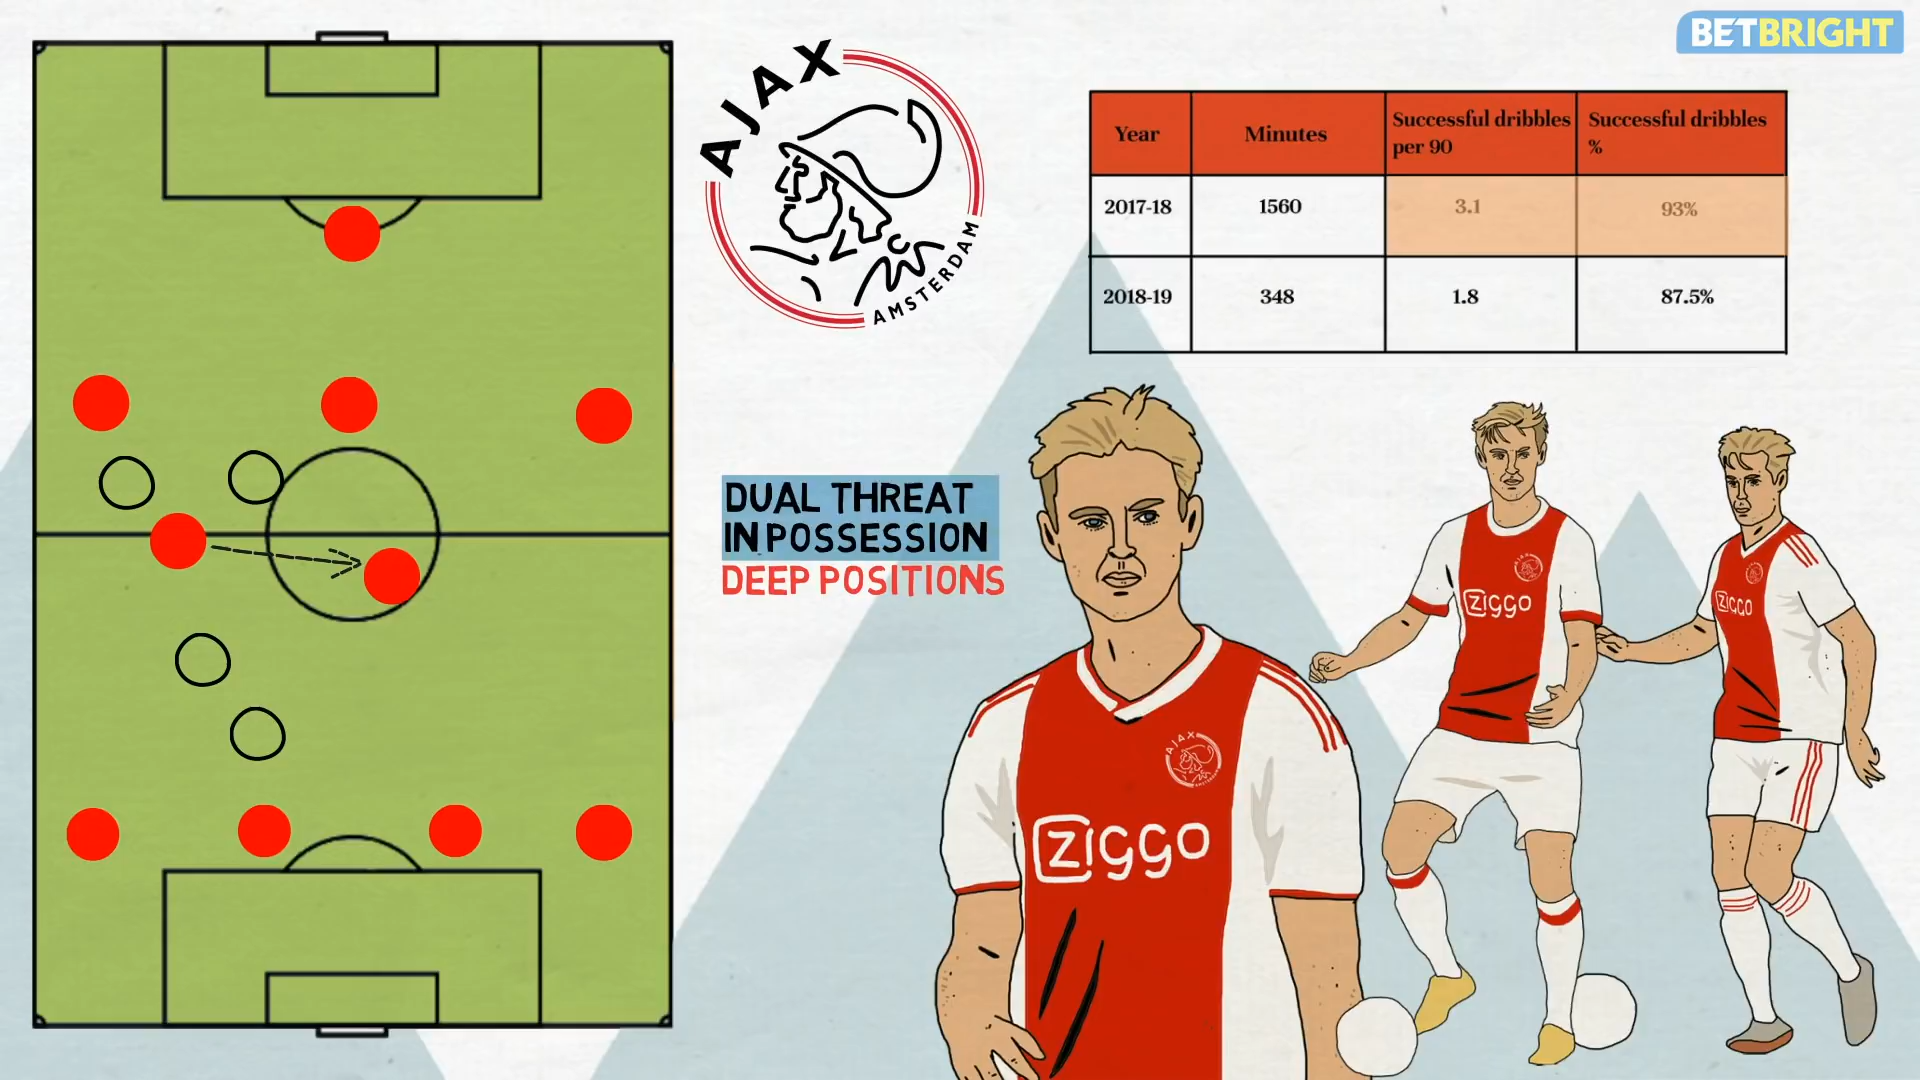 BETBRIGHT
AJAX
AMSTERDAM
Year Minutes Successful dribbles per 90 Successful dribbles %
2017-18 1560 3.1 93%
2018-19 348 1.8 87.5%
DUAL THREAT
IN POSSESSION
DEEP POSITIONS
ziggo
ziggo
AJAX
ziggo